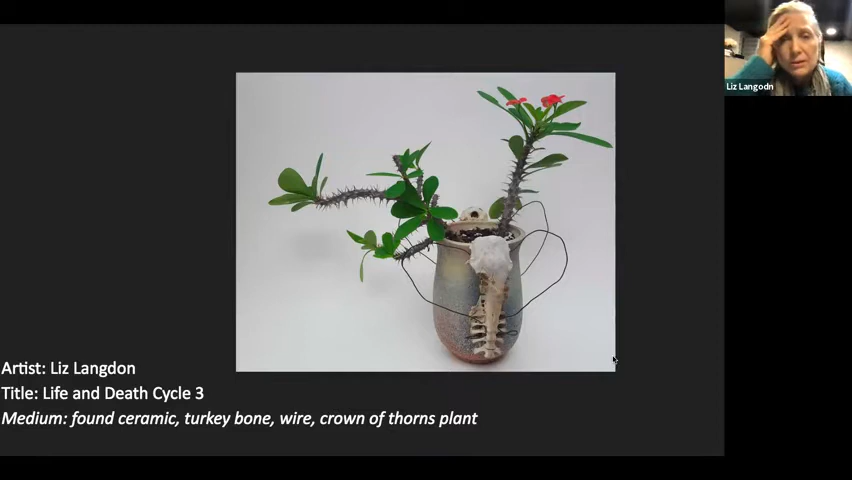 Liz Langodn
Artist: Liz Langdon
Title: Life and Death Cycle 3
Medium: found ceramic, turkey bone, wire, crown of thorns plant